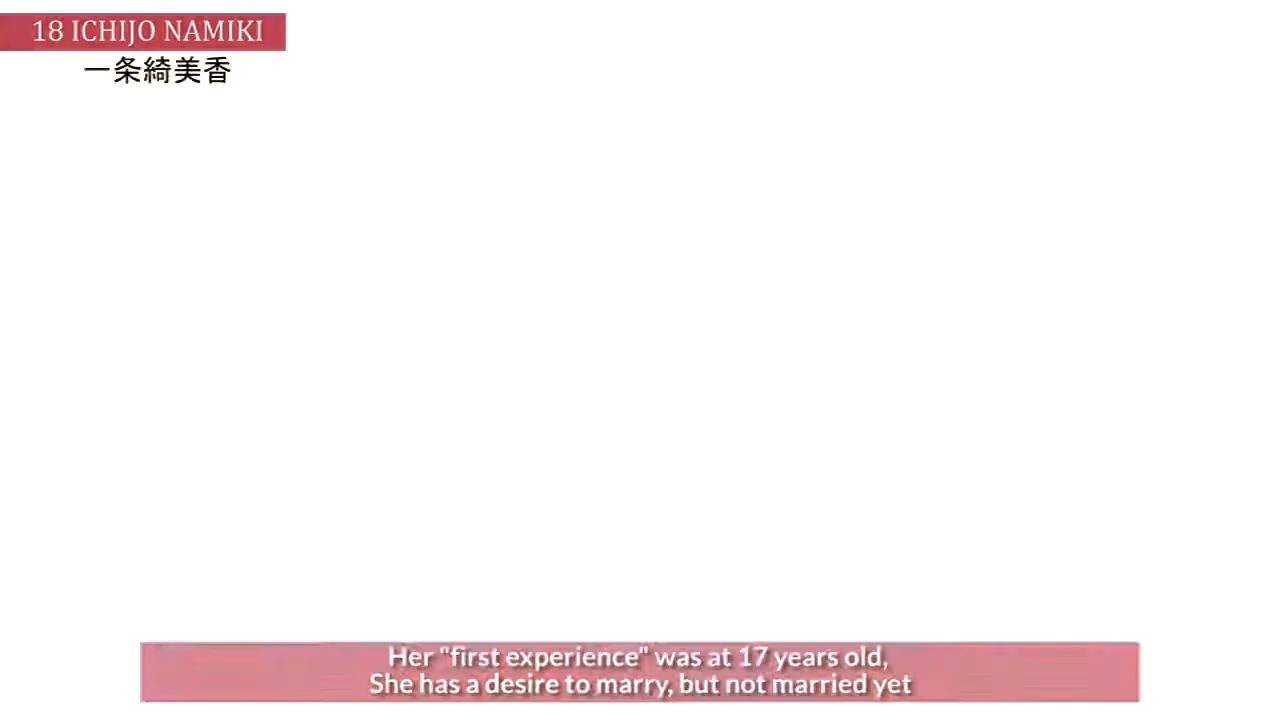 18 ICHIJO NAMIKI
一条綺美香
Her "first experience" was at 17 years old,
She has a desire to marry, but not married yet